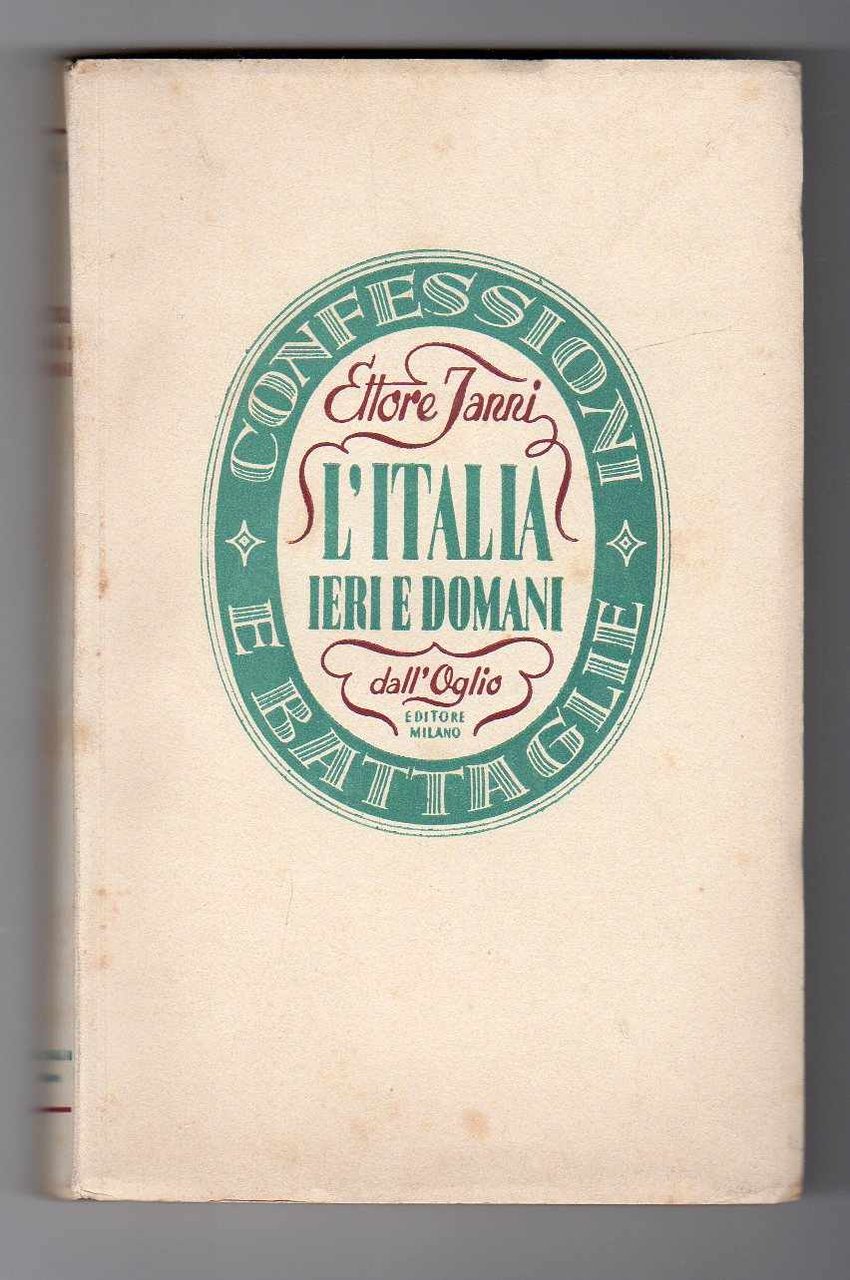 CONFESSIONI
Ettore Janni
L'ITALIA
IERI E DOMANI
dall'Oglio
EDITORE
MILANO
E BATTAGLIE